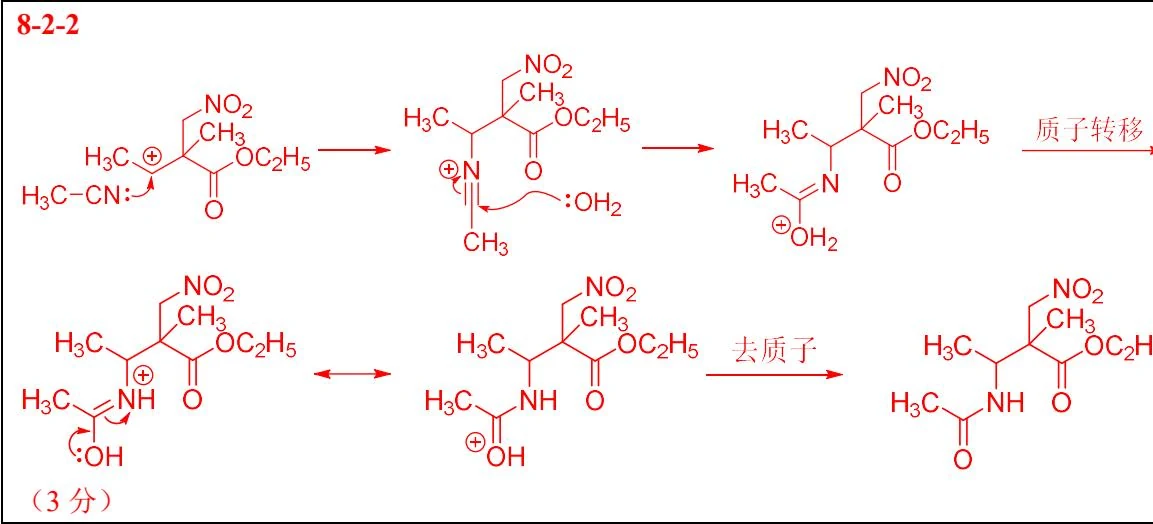 8-2-2
NO2
CH3
H3C
OC2H5
O
H3C-CN:
NO2
CH3
H3C
OC2H5
O
N
:OH2
CH3
NO2
CH3
H3C
OC2H5
O
H3C
N
OH2
质子转移
NO2
CH3
H3C
OC2H5
O
H3C
NH
:OH
NO2
CH3
H3C
OC2H5
O
H3C
NH
OH
去质子
NO2
CH3
H3C
OC2H
O
H3C
NH
O
（3 分）